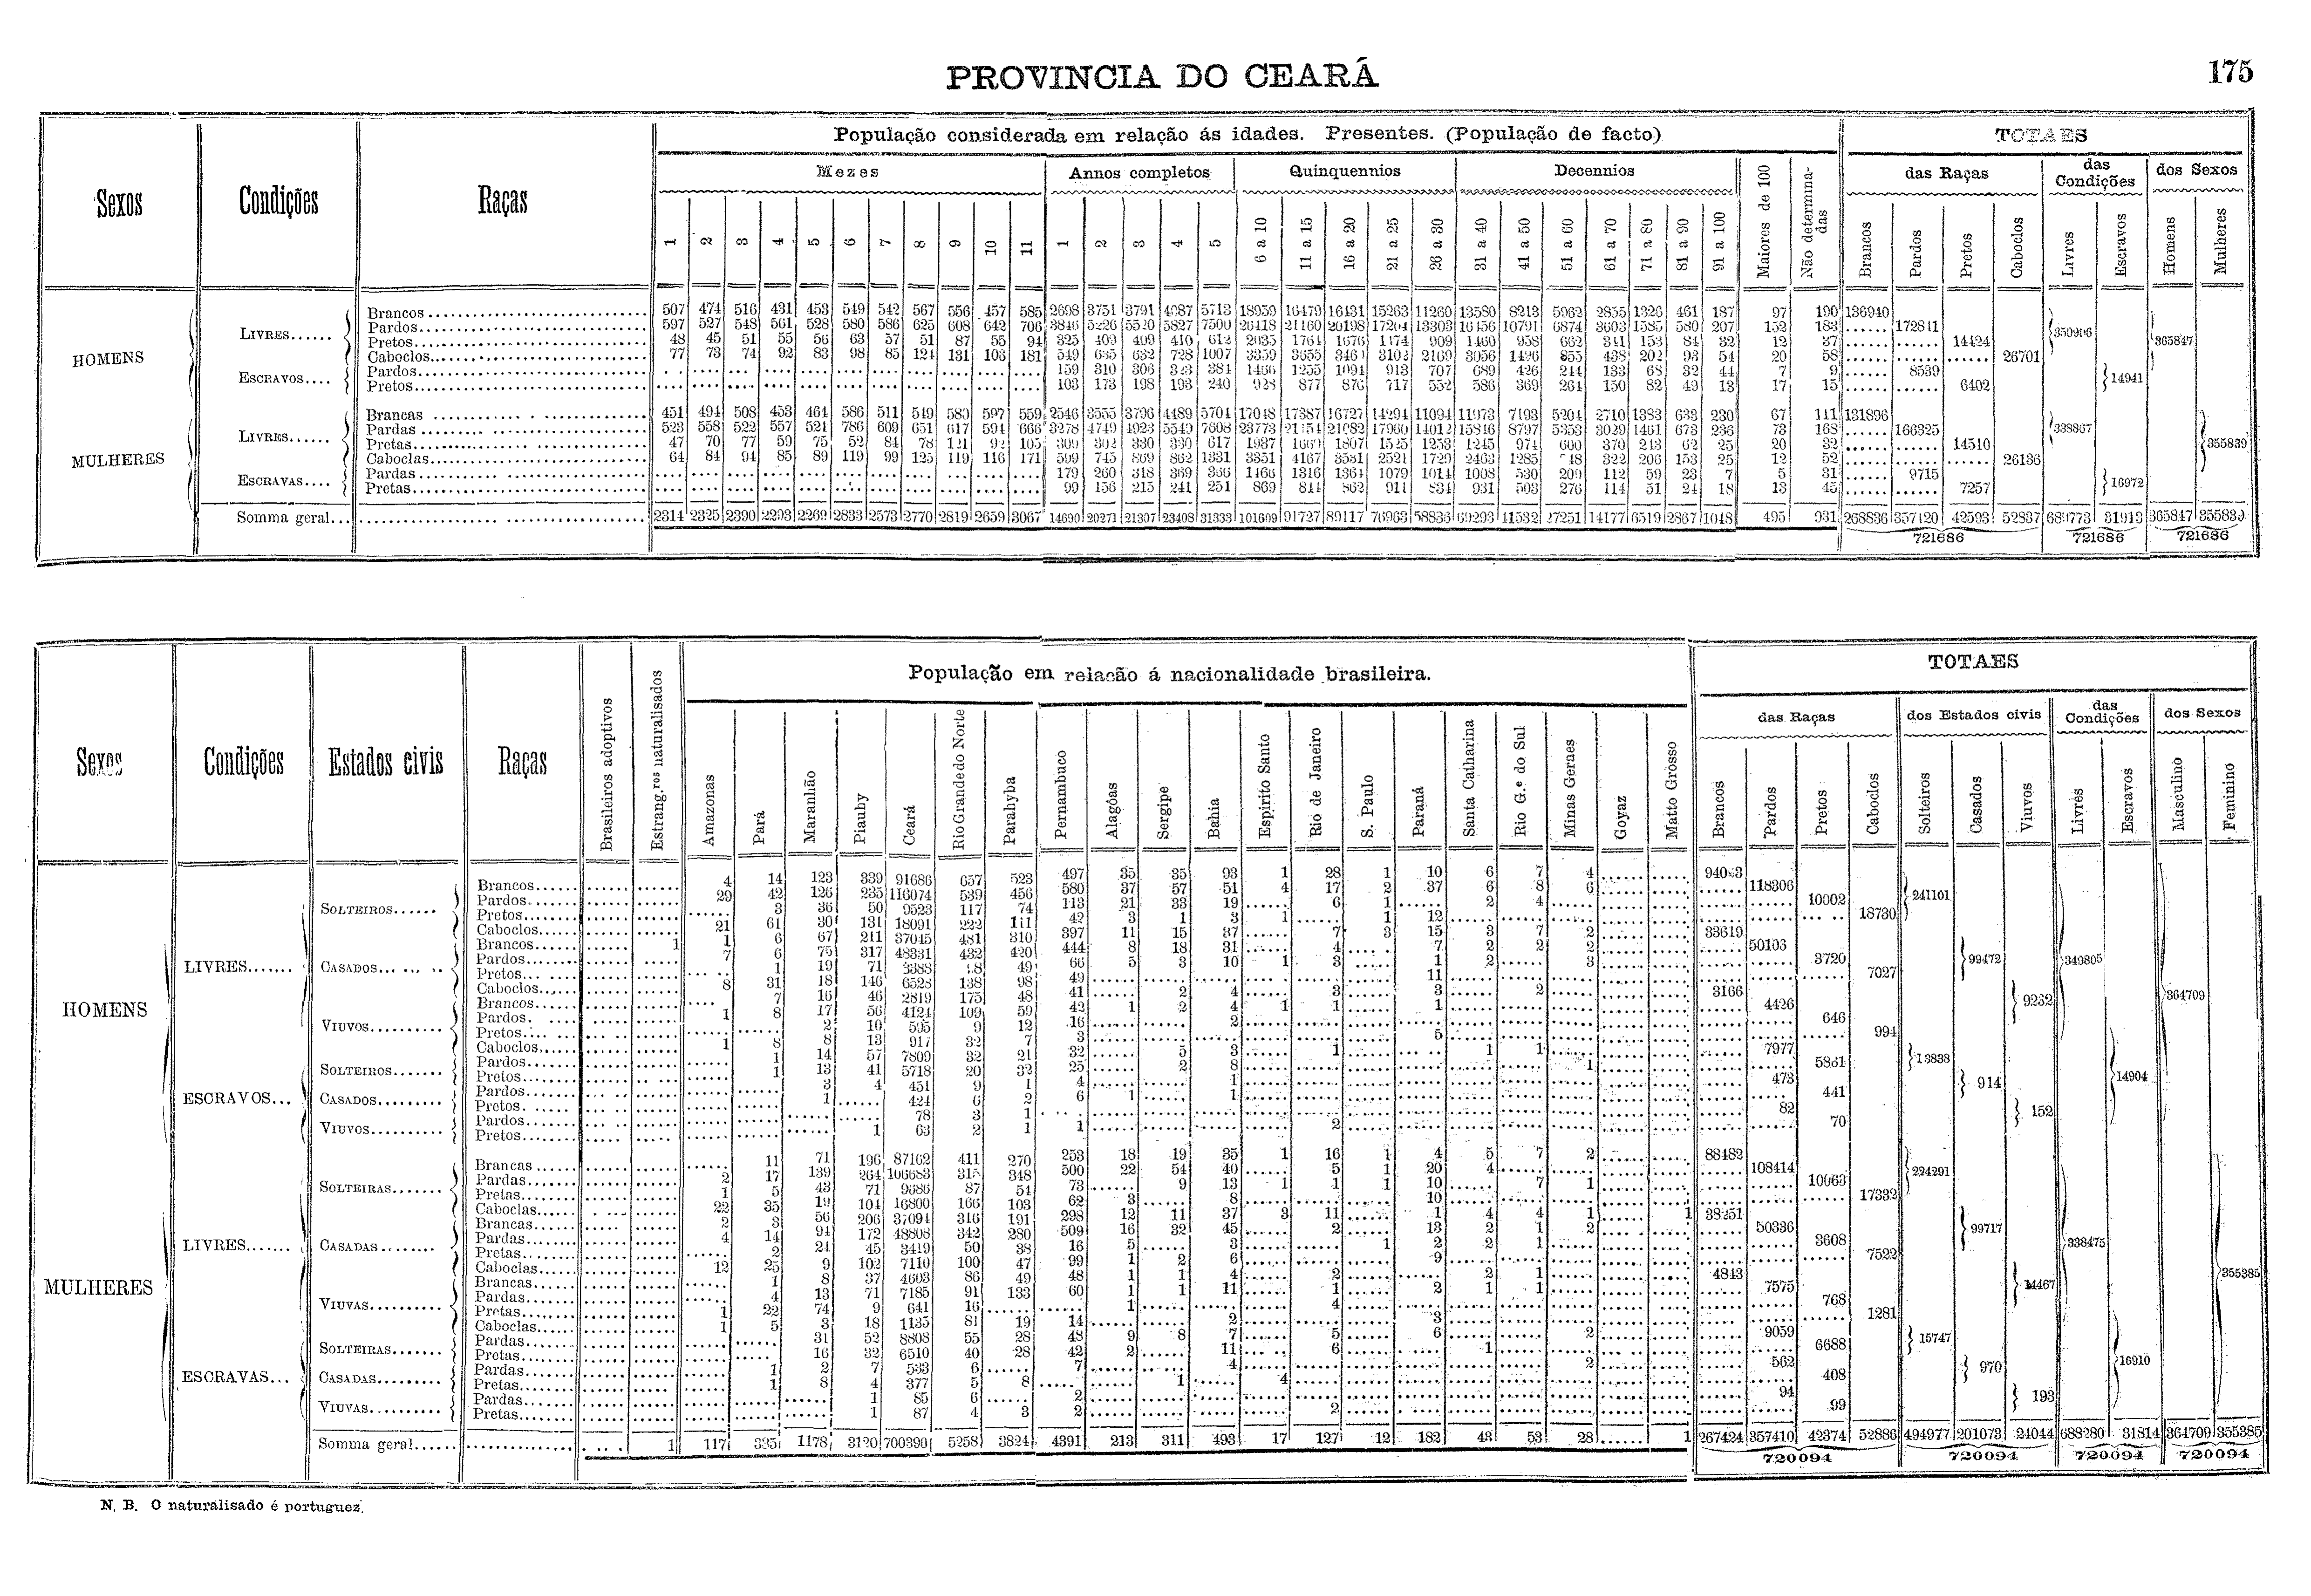 PROVINCIA DO CEARÁ
175
População considerada em relação ás idades. Presentes. (População de facto)
TOTAES
Sexos
Condições
Raças
Mezes
Annos completos
Quinquennios
Decennios
Maiores de 100
Não determinadas
das Raças
das Condições
dos Sexos
1 2 3 4 5 6 7 8 9 10 11
1 2 3 4 5
6 a 10 11 a 15 16 a 20 21 a 25 26 a 30
31 a 40 41 a 50 51 a 60 61 a 70 71 a 80 81 a 90 91 a 100
Brancos Pardos Pretos Caboclos Livres Escravos Homens Mulheres
HOMENS
LIVRES......
Brancos 507 474 516 431 453 549 542 567 556 457 585 2698 3751 3791 4087 5713 18959 16479 16431 15263 11260 13580 8213 5962 2855 1326 461 187 97 190 136940
Pardos 597 527 548 561 528 580 586 625 608 642 706 3846 5226 5520 5827 7500 26418 21160 20198 17204 13303 16456 10791 6874 3603 1585 580 207 152 183 172841
Pretos 48 45 51 55 56 63 57 51 87 55 94 325 409 409 410 612 2035 1764 1676 1474 909 1460 958 662 341 153 84 32 12 37 14424
Caboclos 77 73 74 92 83 98 85 124 131 106 181 549 635 632 728 1007 3359 3655 3461 3102 2169 3056 1426 855 438 202 93 54 20 58 26701
350906
365847
ESCRAVOS....
Pardos 159 310 306 323 384 1466 1255 1094 913 707 689 426 244 133 68 32 44 7 9 8539
Pretos 103 173 198 193 240 928 877 876 717 552 586 369 264 150 82 49 13 17 15 6402
14941
MULHERES
LIVRES......
Brancas 451 494 508 453 464 586 511 519 580 597 559 2546 3555 3796 4489 5704 17048 17387 16727 14294 11094 11973 7193 5204 2710 1383 633 230 67 111 131896
Pardas 523 558 522 557 521 786 609 651 617 594 666 3278 4749 4923 5549 7608 23773 21154 21082 17960 14012 15846 8797 5353 3029 1461 673 236 73 168 166325
Pretas 47 70 77 59 75 52 84 78 121 92 105 309 302 330 330 617 1937 1669 1807 1525 1253 1245 974 600 370 213 62 25 20 32 14510
Caboclas 64 84 94 85 89 119 99 125 119 116 171 599 745 869 862 1331 3351 4167 3531 2521 1729 2463 1285 322 206 153 25 12 52 26136
338867
355839
ESCRAVAS....
Pardas 179 260 318 369 366 1166 1316 1364 1079 1014 1008 530 209 112 59 23 7 5 31 9715
Pretas 99 156 215 241 251 869 844 862 911 834 931 503 276 114 51 24 18 13 45 7257
16972
Somma geral 2314 2325 2390 2293 2269 2833 2573 2770 2819 2659 3067 14690 20271 21307 23408 31333 101609 91727 89117 76963 58836 69293 41532 27251 14177 6519 2867 1048 495 931 268836 357420 42593 52837 689773 31913 365847 355839
721686 721686 721686
População em relação á nacionalidade brasileira.
TOTAES
Sexos
Condições
Estados civis
Raças
Brasileiros adoptivos
Estrang.ros naturalisados
Amazonas Pará Maranhão Piauhy Ceará Rio Grande do Norte Parahyba Pernambuco Alagôas Sergipe Bahia Espirito Santo Rio de Janeiro S. Paulo Paraná Santa Catharina Rio G.e do Sul Minas Geraes Goyaz Mato Grosso
das Raças
dos Estados civis
das Condições
dos Sexos
Brancos Pardos Pretos Caboclos Solteiros Casados Viuvos Livres Escravos Masculino Feminino
HOMENS
LIVRES.......
SOLTEIROS......
Brancos 4 14 123 339 91686 657 523 497 35 35 93 1 28 1 10 6 7 4
Pardos 29 42 126 235 116074 539 456 580 37 57 51 4 17 2 37 6 8 6 118306
Pretos 3 36 50 9523 117 74 113 21 33 19 6 1 2 4 10002
Caboclos 21 61 30 131 18091 222 111 42 3 1 3 1 1 12 18730
241101
CASADOS
Brancos 1 1 6 67 211 37045 481 310 397 11 15 37 7 3 15 3 7 2 33619
Pardos 7 6 75 317 48331 432 420 444 8 18 31 4 7 2 2 2 50103
Pretos 1 19 71 3388 49 66 5 3 10 1 3 1 2 3 3720
Caboclos 8 31 18 146 6528 138 98 49 11 7027
99472
349805
364709
VIUVOS
Brancos 7 16 46 2819 175 48 41 2 4 3 3 2 3166
Pardos 1 8 17 56 4124 109 59 42 1 2 4 1 1 1 4426
Pretos 2 10 595 9 12 16 2 646
Caboclos 1 8 8 13 917 32 7 3 5 994
9262
ESCRAVOS...
SOLTEIROS
Pardos 1 14 57 7809 32 21 32 5 3 1 1 1 7977
Pretos 1 13 41 5718 20 32 25 2 8 1 5861
13838
CASADOS
Pardos 3 4 451 9 1 4 1 473
Pretos 1 424 6 2 6 1 1 441
914
14904
VIUVOS
Pardos 78 3 1 82
Pretos 1 63 2 1 1 2 70
152
MULHERES
LIVRES.......
SOLTEIRAS
Brancas 11 71 196 87162 411 270 253 18 19 35 1 16 1 4 5 7 2 88482
Pardas 2 17 139 264 106683 315 348 500 22 54 40 5 1 20 4 108414
Pretas 1 5 43 71 9686 87 54 73 9 13 1 1 1 10 7 1 10063
Caboclas 22 35 19 104 16800 166 103 62 3 8 10 17332
224291
CASADAS
Brancas 2 3 56 206 37094 316 191 298 12 11 37 3 11 1 4 4 1 1 38251
Pardas 4 14 94 172 48808 342 280 509 16 32 45 2 13 2 1 2 50336
Pretas 2 24 45 3419 50 38 16 5 3 1 2 2 1 3608
Caboclas 12 25 9 102 7110 100 47 99 1 2 6 9 7522
99717
338475
355385
VIUVAS
Brancas 1 8 37 4603 86 49 48 1 1 4 2 2 1 4843
Pardas 4 13 71 7185 91 133 60 1 1 11 1 2 1 1 7575
Pretas 1 22 74 9 641 16 1 4 768
Caboclas 1 5 3 18 1135 81 19 14 2 3 1281
14467
ESCRAVAS...
SOLTEIRAS
Pardas 31 52 8808 55 28 48 9 8 7 5 6 2 9059
Pretas 16 32 6510 40 28 42 2 11 6 1 6688
15747
CASADAS
Pardas 1 2 7 533 6 7 4 2 562
Pretas 1 8 4 377 5 8 1 4 408
970
16910
VIUVAS
Pardas 1 85 6 2 94
Pretas 1 87 4 3 2 2 99
193
Somma geral 1 117 335 1178 3120 700390 5258 3824 4391 213 311 493 17 127 12 182 43 53 28 1 267424 357410 42374 52886 494977 201073 24044 688280 31814 364709 355385
720094 720094 720094 720094
N. B. O naturalisado é portuguez.